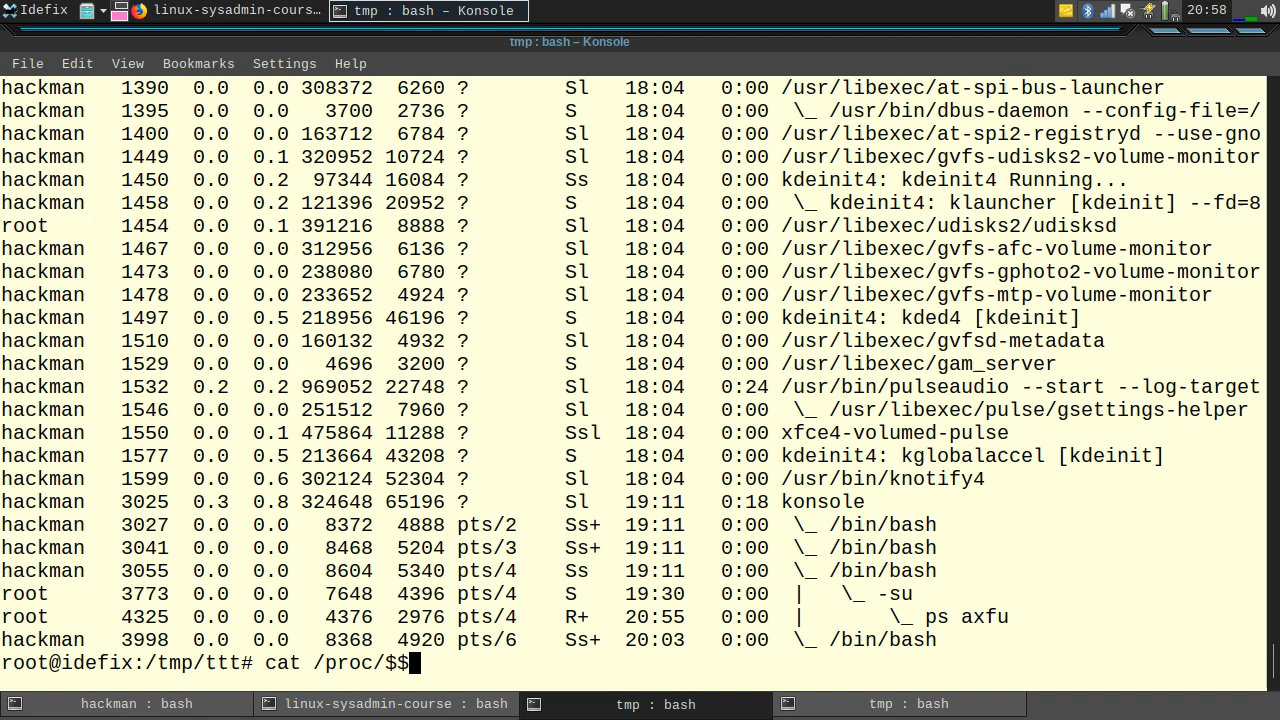 Idefix linux-sysadmin-cours… tmp : bash – Konsole 20:58
tmp : bash – Konsole
File Edit View Bookmarks Settings Help
hackman   1390  0.0  0.0 308372  6260 ?        Sl   18:04   0:00 /usr/libexec/at-spi-bus-launcher
hackman   1395  0.0  0.0   3700  2736 ?        S    18:04   0:00  \_ /usr/bin/dbus-daemon --config-file=/
hackman   1400  0.0  0.0 163712  6784 ?        Sl   18:04   0:00 /usr/libexec/at-spi2-registryd --use-gno
hackman   1449  0.0  0.1 320952 10724 ?        Sl   18:04   0:00 /usr/libexec/gvfs-udisks2-volume-monitor
hackman   1450  0.0  0.2  97344 16084 ?        Ss   18:04   0:00 kdeinit4: kdeinit4 Running...
hackman   1458  0.0  0.2 121396 20952 ?        S    18:04   0:00  \_ kdeinit4: klauncher [kdeinit] --fd=8
root      1454  0.0  0.1 391216  8888 ?        Sl   18:04   0:00 /usr/libexec/udisks2/udisksd
hackman   1467  0.0  0.0 312956  6136 ?        Sl   18:04   0:00 /usr/libexec/gvfs-afc-volume-monitor
hackman   1473  0.0  0.0 238080  6780 ?        Sl   18:04   0:00 /usr/libexec/gvfs-gphoto2-volume-monitor
hackman   1478  0.0  0.0 233652  4924 ?        Sl   18:04   0:00 /usr/libexec/gvfs-mtp-volume-monitor
hackman   1497  0.0  0.5 218956 46196 ?        S    18:04   0:00 kdeinit4: kded4 [kdeinit]
hackman   1510  0.0  0.0 160132  4932 ?        Sl   18:04   0:00 /usr/libexec/gvfsd-metadata
hackman   1529  0.0  0.0   4696  3200 ?        S    18:04   0:00 /usr/libexec/gam_server
hackman   1532  0.2  0.2 969052 22748 ?        Sl   18:04   0:24 /usr/bin/pulseaudio --start --log-target
hackman   1546  0.0  0.0 251512  7960 ?        Sl   18:04   0:00  \_ /usr/libexec/pulse/gsettings-helper
hackman   1550  0.0  0.1 475864 11288 ?        Ssl  18:04   0:00 xfce4-volumed-pulse
hackman   1577  0.0  0.5 213664 43208 ?        S    18:04   0:00 kdeinit4: kglobalaccel [kdeinit]
hackman   1599  0.0  0.6 302124 52304 ?        Sl   18:04   0:00 /usr/bin/knotify4
hackman   3025  0.3  0.8 324648 65196 ?        Sl   19:11   0:18 konsole
hackman   3027  0.0  0.0   8372  4888 pts/2    Ss+  19:11   0:00  \_ /bin/bash
hackman   3041  0.0  0.0   8468  5204 pts/3    Ss+  19:11   0:00  \_ /bin/bash
hackman   3055  0.0  0.0   8604  5340 pts/4    Ss   19:11   0:00  \_ /bin/bash
root      3773  0.0  0.0   7648  4396 pts/4    S    19:30   0:00  |   \_ -su
root      4325  0.0  0.0   4376  2976 pts/4    R+   20:55   0:00  |       \_ ps axfu
hackman   3998  0.0  0.0   8368  4920 pts/6    Ss+  20:03   0:00  \_ /bin/bash
root@idefix:/tmp/ttt# cat /proc/$$
hackman : bash linux-sysadmin-course : bash tmp : bash tmp : bash